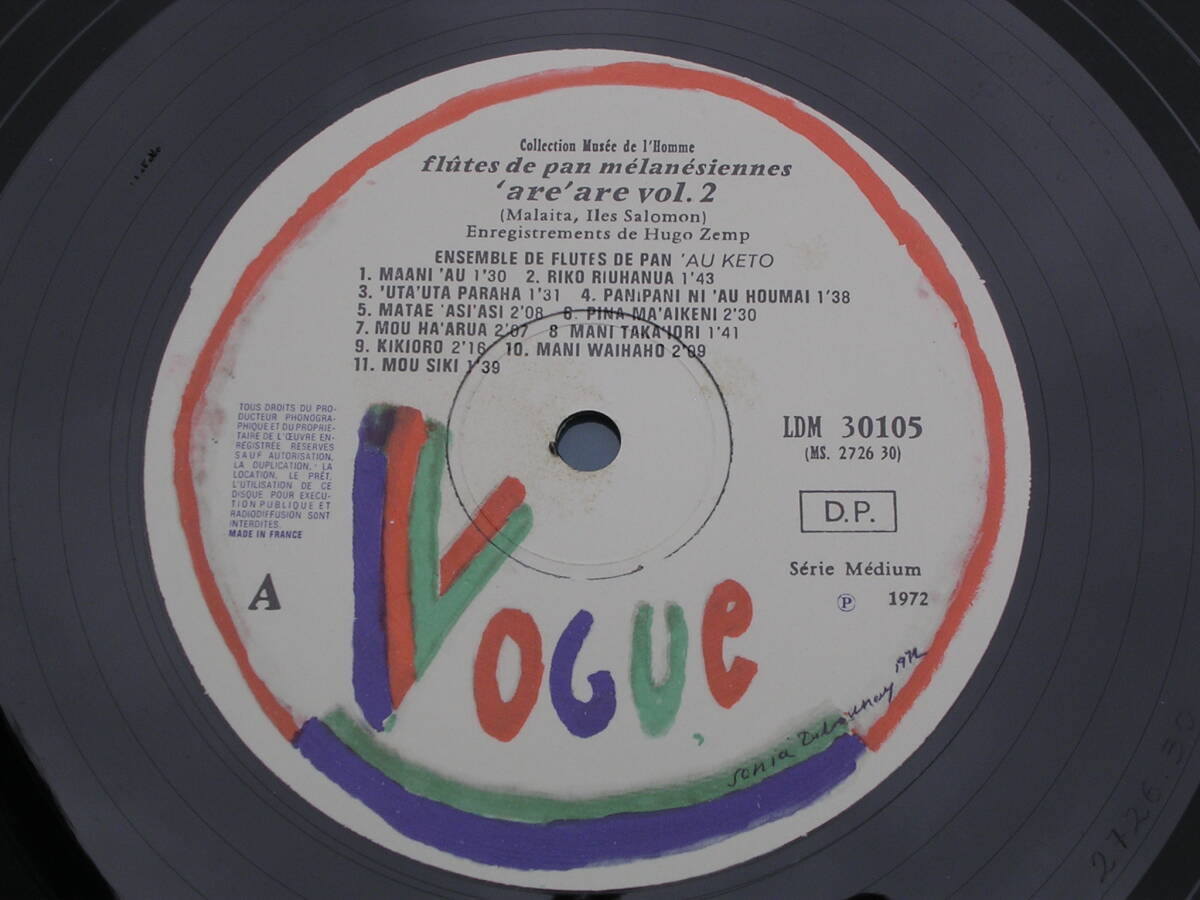 Collection Musée de l'Homme
flûtes de pan mélanésiennes
'are'are vol. 2
(Malaita, Iles Salomon)
Enregistrements de Hugo Zemp
ENSEMBLE DE FLUTES DE PAN 'AU KETO
1. MAANI 'AU 1'30 2. RIKO RIUHANUA 1'43
3. 'UTA'UTA PARAHA 1'31 4. PANiPANI NI 'AU HOUMAI 1'38
5. MATAE 'ASI'ASI 2'08 6. PINA MA'AIKENI 2'30
7. MOU HA'ARUA 2'07 8 MANI TAKA'IORI 1'41
9. KIKIORO 2'16 10. MANI WAIHAHO 2'09
11. MOU SIKI 1'39
TOUS DROITS DU PRO-
DUCTEUR PHONOGRA-
PHIQUE ET DU PROPRIE-
TAIRE DE L'ŒUVRE EN-
REGISTRÉE RESERVÉS
SAUF AUTORISATION,
LA DUPLICATION, LA
LOCATION, LE PRÊT,
L'UTILISATION DE CE
DISQUE POUR EXECU-
TION PUBLIQUE ET
RADIODIFFUSION SONT
INTERDITES.
MADE IN FRANCE
A
LDM 30105
(MS. 2726 30)
D.P.
Série Médium
℗ 1972
VOGUE
sonia Delaunay 1972
2726.30